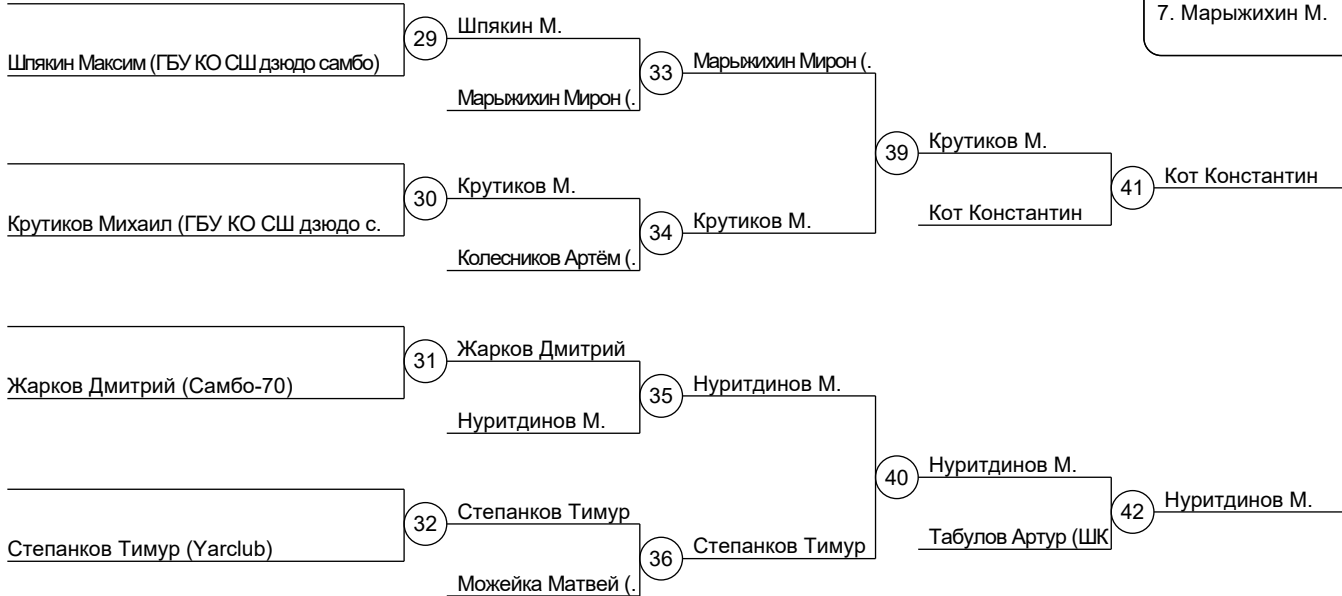 7. Марыжихин М.
29
Шпякин М.
Шпякин Максим (ГБУ КО СШ дзюдо самбо)
33
Марыжихин Мирон (.
Марыжихин Мирон (.
39
Крутиков М.
30
Крутиков М.
41
Кот Константин
Крутиков Михаил (ГБУ КО СШ дзюдо с.
34
Крутиков М.
Кот Константин
Колесников Артём (.
31
Жарков Дмитрий
Жарков Дмитрий (Самбо-70)
35
Нуритдинов М.
Нуритдинов М.
40
Нуритдинов М.
32
Степанков Тимур
42
Нуритдинов М.
Степанков Тимур (Yarclub)
36
Степанков Тимур
Табулов Артур (ШК
Можейка Матвей (.